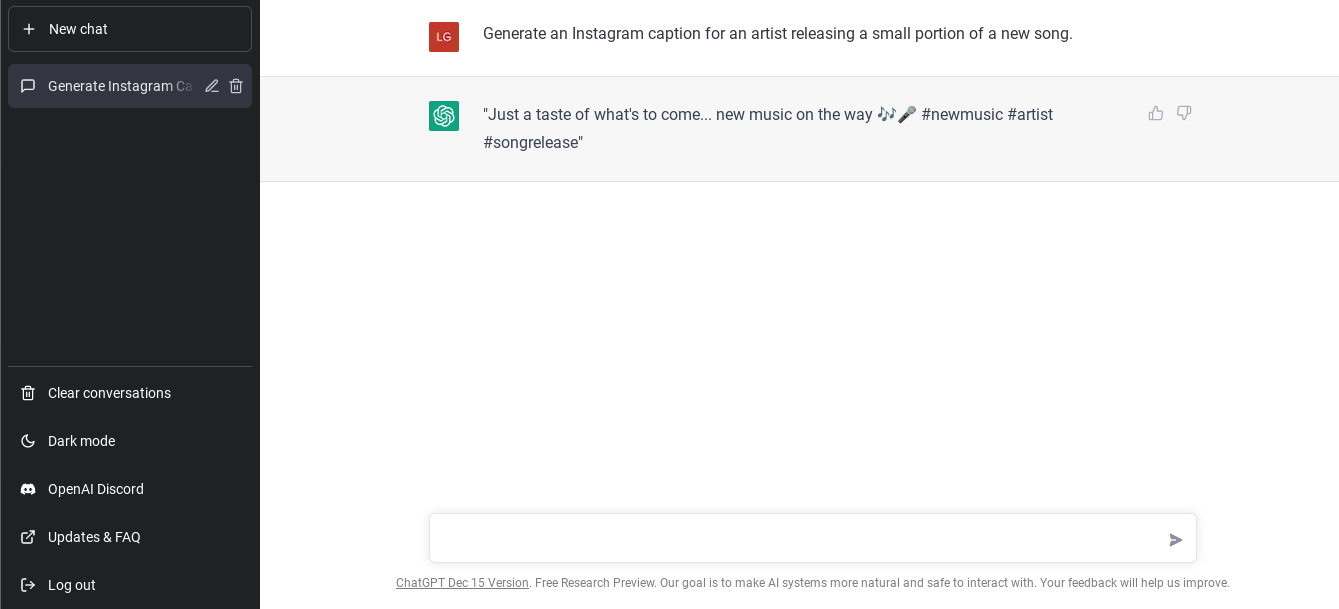 New chat
Generate Instagram Ca
Clear conversations
Dark mode
OpenAI Discord
Updates & FAQ
Log out
LG
Generate an Instagram caption for an artist releasing a small portion of a new song.
"Just a taste of what's to come... new music on the way 🎶🎤 #newmusic #artist
#songrelease"
ChatGPT Dec 15 Version. Free Research Preview. Our goal is to make AI systems more natural and safe to interact with. Your feedback will help us improve.